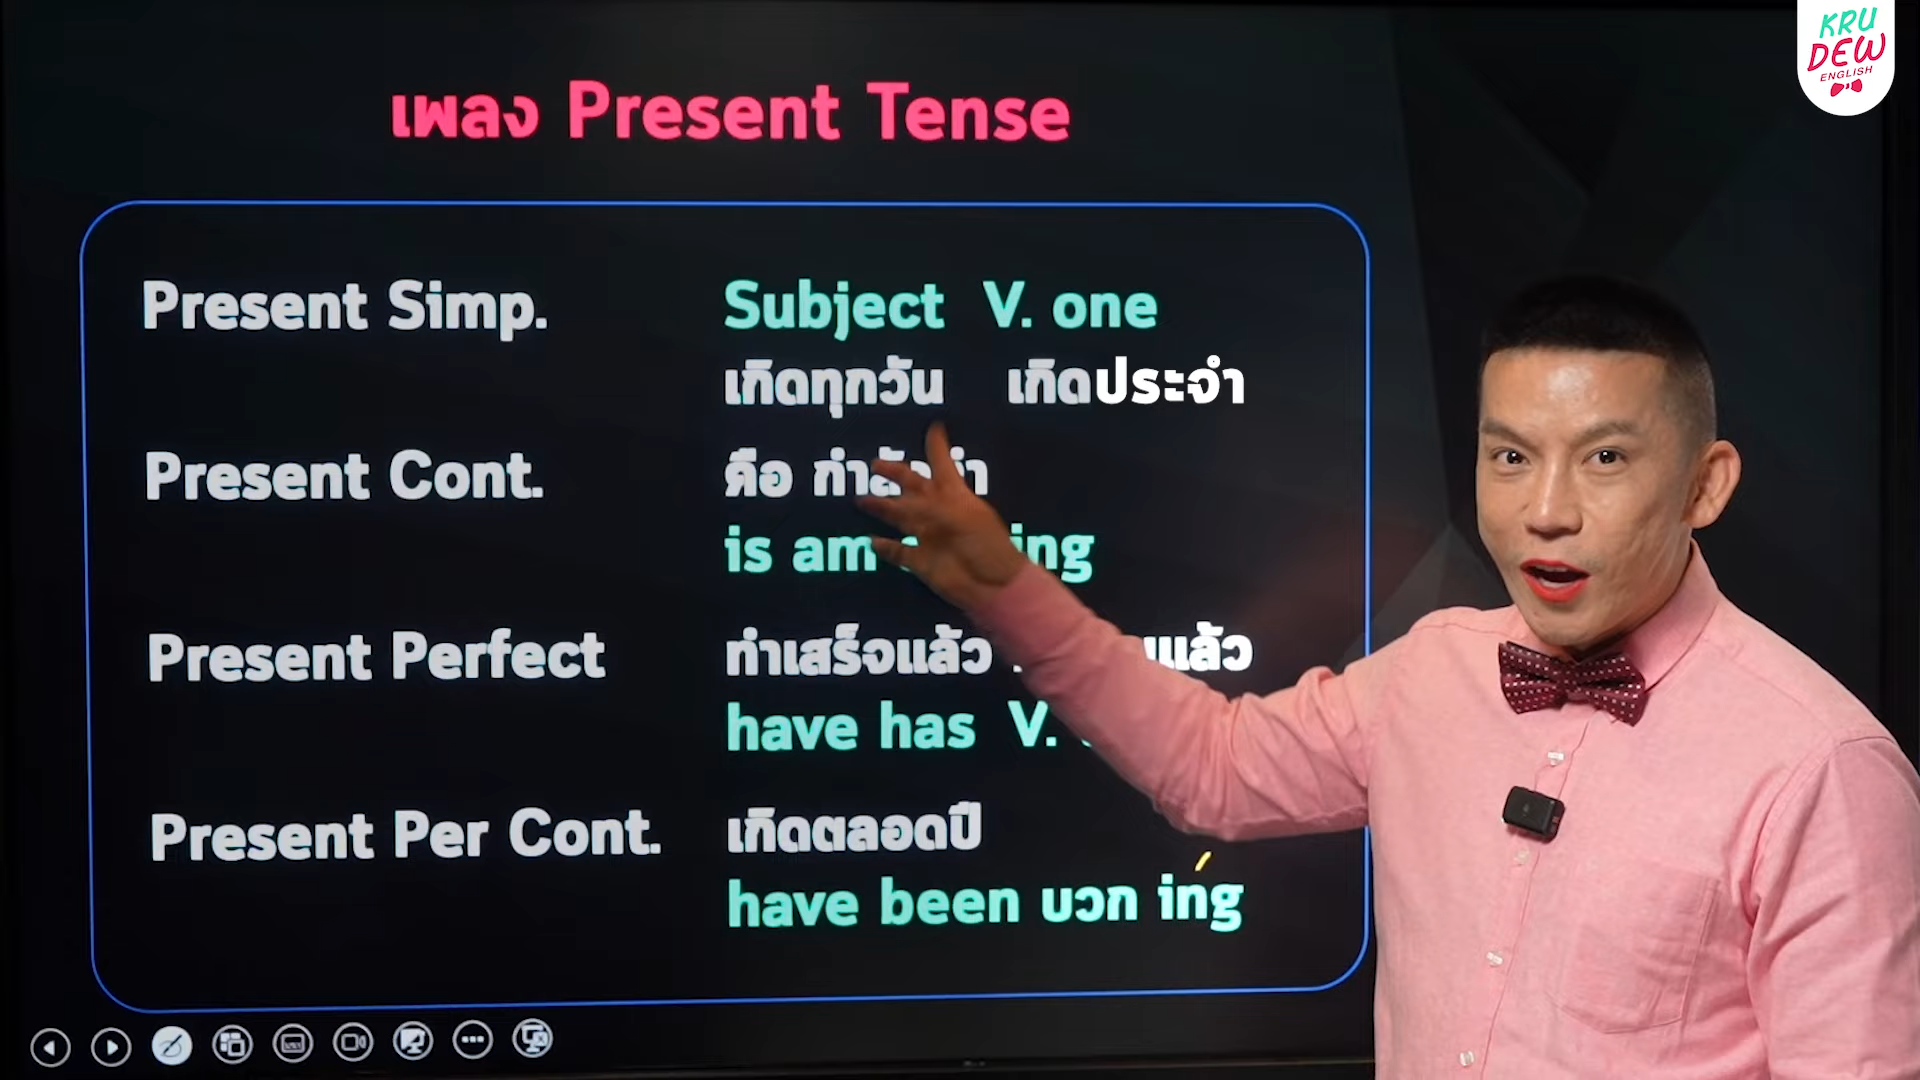 KRU
DEW
ENGLISH
เพลง Present Tense
Present Simp.
Subject V. one
เกิดทุกวัน เกิดประจำ
Present Cont.
คือ
is am ing
Present Perfect
ทำเสร็จแล้ว
have has V.
Present Per Cont.
เกิดตลอดปี
have been บวก ing